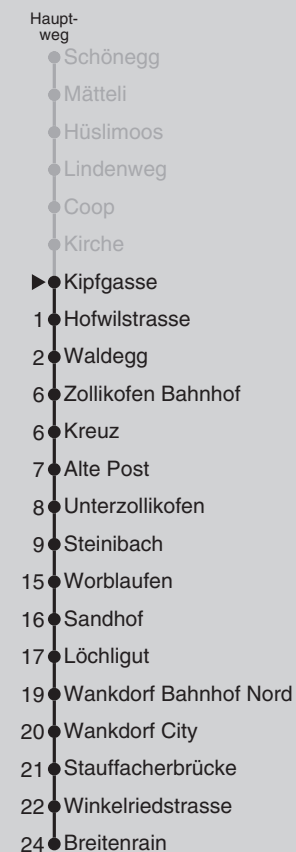 Haupt-
weg
Schönegg
Mätteli
Hüslimoos
Lindenweg
Coop
Kirche
Kipfgasse
1 Hofwilstrasse
2 Waldegg
6 Zollikofen Bahnhof
6 Kreuz
7 Alte Post
8 Unterzollikofen
9 Steinibach
15 Worblaufen
16 Sandhof
17 Löchligut
19 Wankdorf Bahnhof Nord
20 Wankdorf City
21 Stauffacherbrücke
22 Winkelriedstrasse
24 Breitenrain